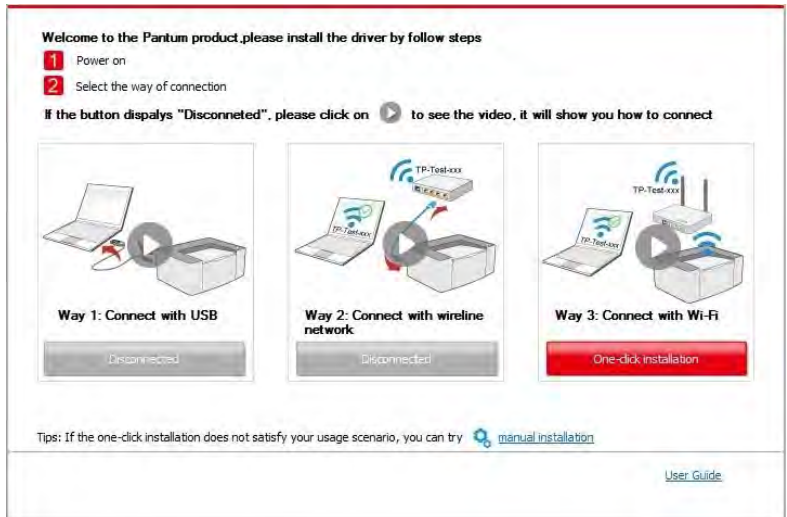 Welcome to the Pantum product,please install the driver by follow steps
1 Power on
2 Select the way of connection
If the button dispalys "Disconneted", please click on to see the video, it will show you how to connect
TP-Test-xxx
TP-Test-xxx
TP-Test-xxx
TP-Test-xxx
Way 1: Connect with USB
Way 2: Connect with wireline
network
Way 3: Connect with Wi-Fi
Disconnected
Disconnected
One-click installation
Tips: If the one-click installation does not satisfy your usage scenario, you can try manual installation
User Guide